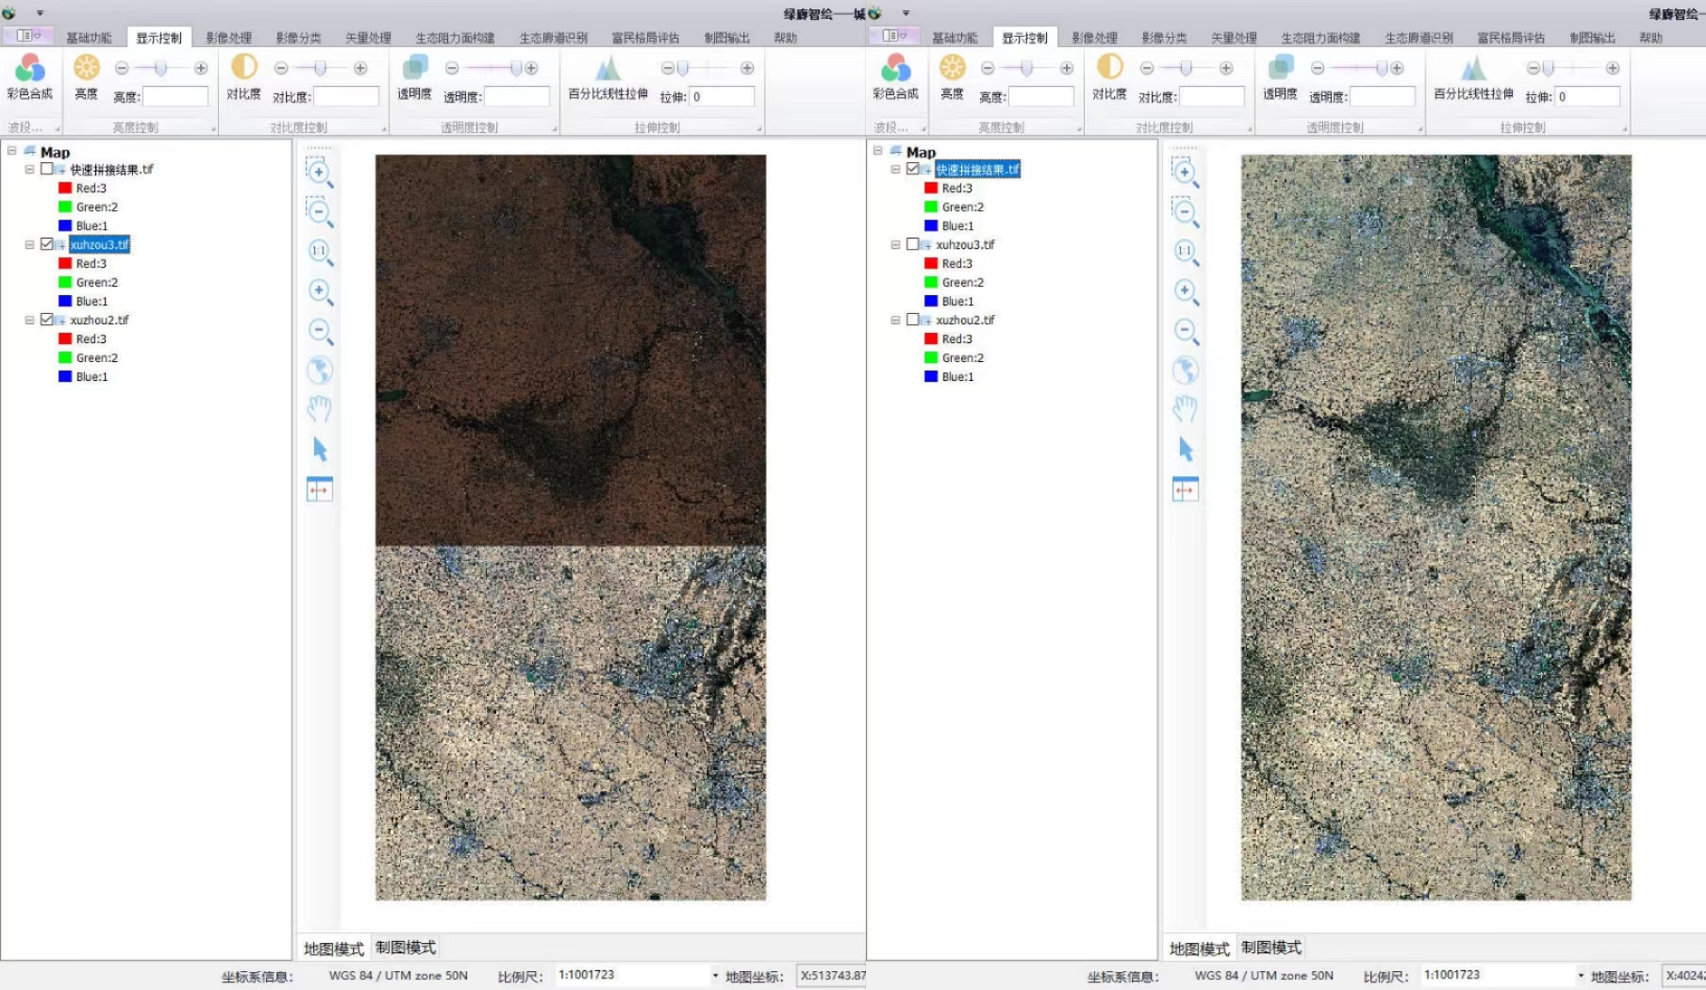 绿廊智绘——城
基础功能 显示控制 影像处理 影像分类 矢量处理 生态阻力面构建 生态廊道识别 富民格局评估 制图输出 帮助
彩色合成 亮度 亮度: 对比度 对比度: 透明度 透明度: 百分比线性拉伸 拉伸: 0
波段... 亮度控制 对比度控制 透明度控制 拉伸控制
Map
快速拼接结果.tif
Red:3
Green:2
Blue:1
xuhzou3.tif
Red:3
Green:2
Blue:1
xuzhou2.tif
Red:3
Green:2
Blue:1
1:1
地图模式 制图模式
坐标系信息: WGS 84 / UTM zone 50N 比例尺: 1:1001723 地图坐标: X:513743.87
绿廊智绘—
基础功能 显示控制 影像处理 影像分类 矢量处理 生态阻力面构建 生态廊道识别 富民格局评估 制图输出 帮助
彩色合成 亮度 亮度: 对比度 对比度: 透明度 透明度: 百分比线性拉伸 拉伸: 0
波段... 亮度控制 对比度控制 透明度控制 拉伸控制
Map
快速拼接结果.tif
Red:3
Green:2
Blue:1
xuhzou3.tif
Red:3
Green:2
Blue:1
xuzhou2.tif
Red:3
Green:2
Blue:1
1:1
地图模式 制图模式
坐标系信息: WGS 84 / UTM zone 50N 比例尺: 1:1001723 地图坐标: X:40242